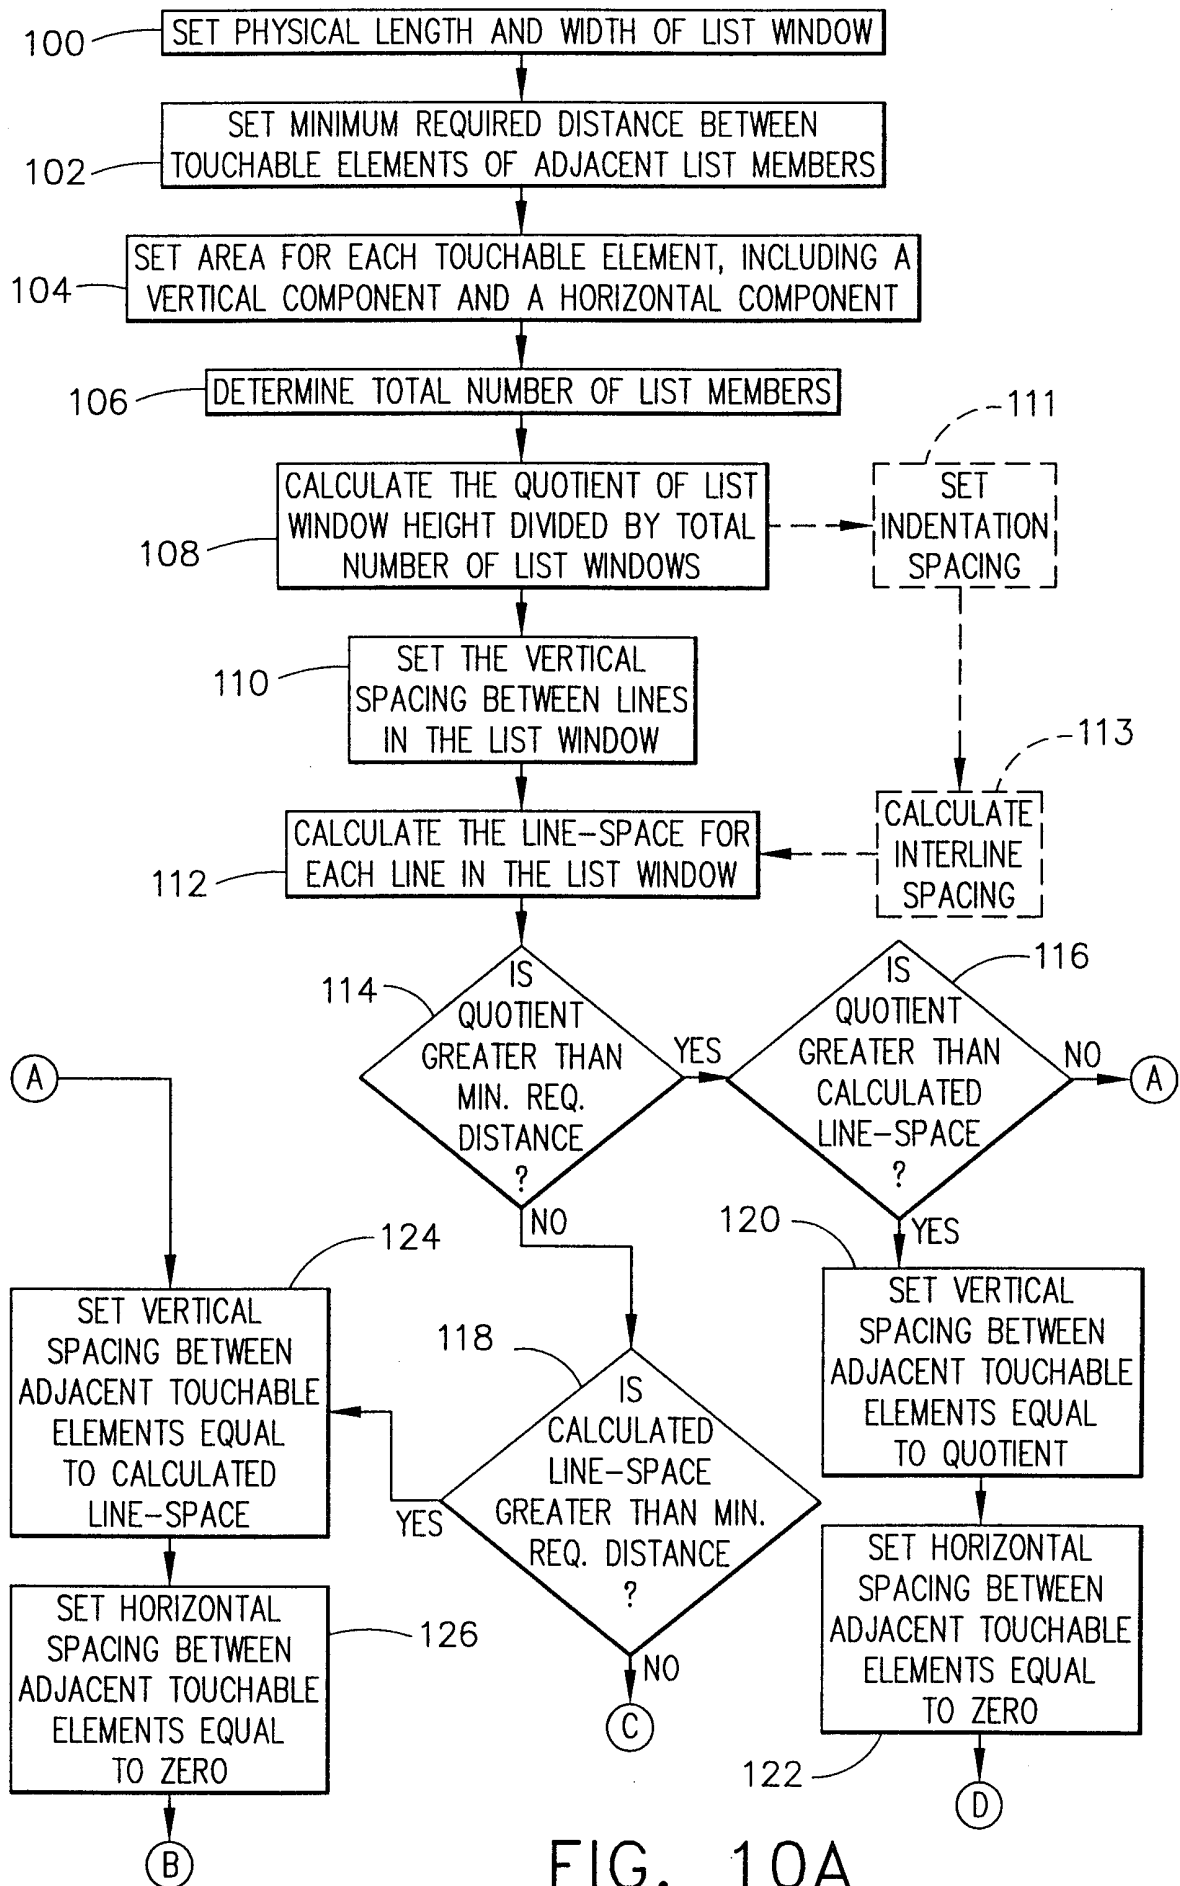 100
SET PHYSICAL LENGTH AND WIDTH OF LIST WINDOW
102
SET MINIMUM REQUIRED DISTANCE BETWEEN
TOUCHABLE ELEMENTS OF ADJACENT LIST MEMBERS
104
SET AREA FOR EACH TOUCHABLE ELEMENT, INCLUDING A
VERTICAL COMPONENT AND A HORIZONTAL COMPONENT
106
DETERMINE TOTAL NUMBER OF LIST MEMBERS
108
CALCULATE THE QUOTIENT OF LIST
WINDOW HEIGHT DIVIDED BY TOTAL
NUMBER OF LIST WINDOWS
111
SET
INDENTATION
SPACING
110
SET THE VERTICAL
SPACING BETWEEN LINES
IN THE LIST WINDOW
113
CALCULATE
INTERLINE
SPACING
112
CALCULATE THE LINE-SPACE FOR
EACH LINE IN THE LIST WINDOW
114
IS
QUOTIENT
GREATER THAN
MIN. REQ.
DISTANCE
?
YES
NO
116
IS
QUOTIENT
GREATER THAN
CALCULATED
LINE-SPACE
?
NO
A
YES
A
124
SET VERTICAL
SPACING BETWEEN
ADJACENT TOUCHABLE
ELEMENTS EQUAL
TO CALCULATED
LINE-SPACE
118
IS
CALCULATED
LINE-SPACE
GREATER THAN MIN.
REQ. DISTANCE
?
YES
NO
C
120
SET VERTICAL
SPACING BETWEEN
ADJACENT TOUCHABLE
ELEMENTS EQUAL
TO QUOTIENT
126
SET HORIZONTAL
SPACING BETWEEN
ADJACENT TOUCHABLE
ELEMENTS EQUAL
TO ZERO
B
122
SET HORIZONTAL
SPACING BETWEEN
ADJACENT TOUCHABLE
ELEMENTS EQUAL
TO ZERO
D
FIG. 10A